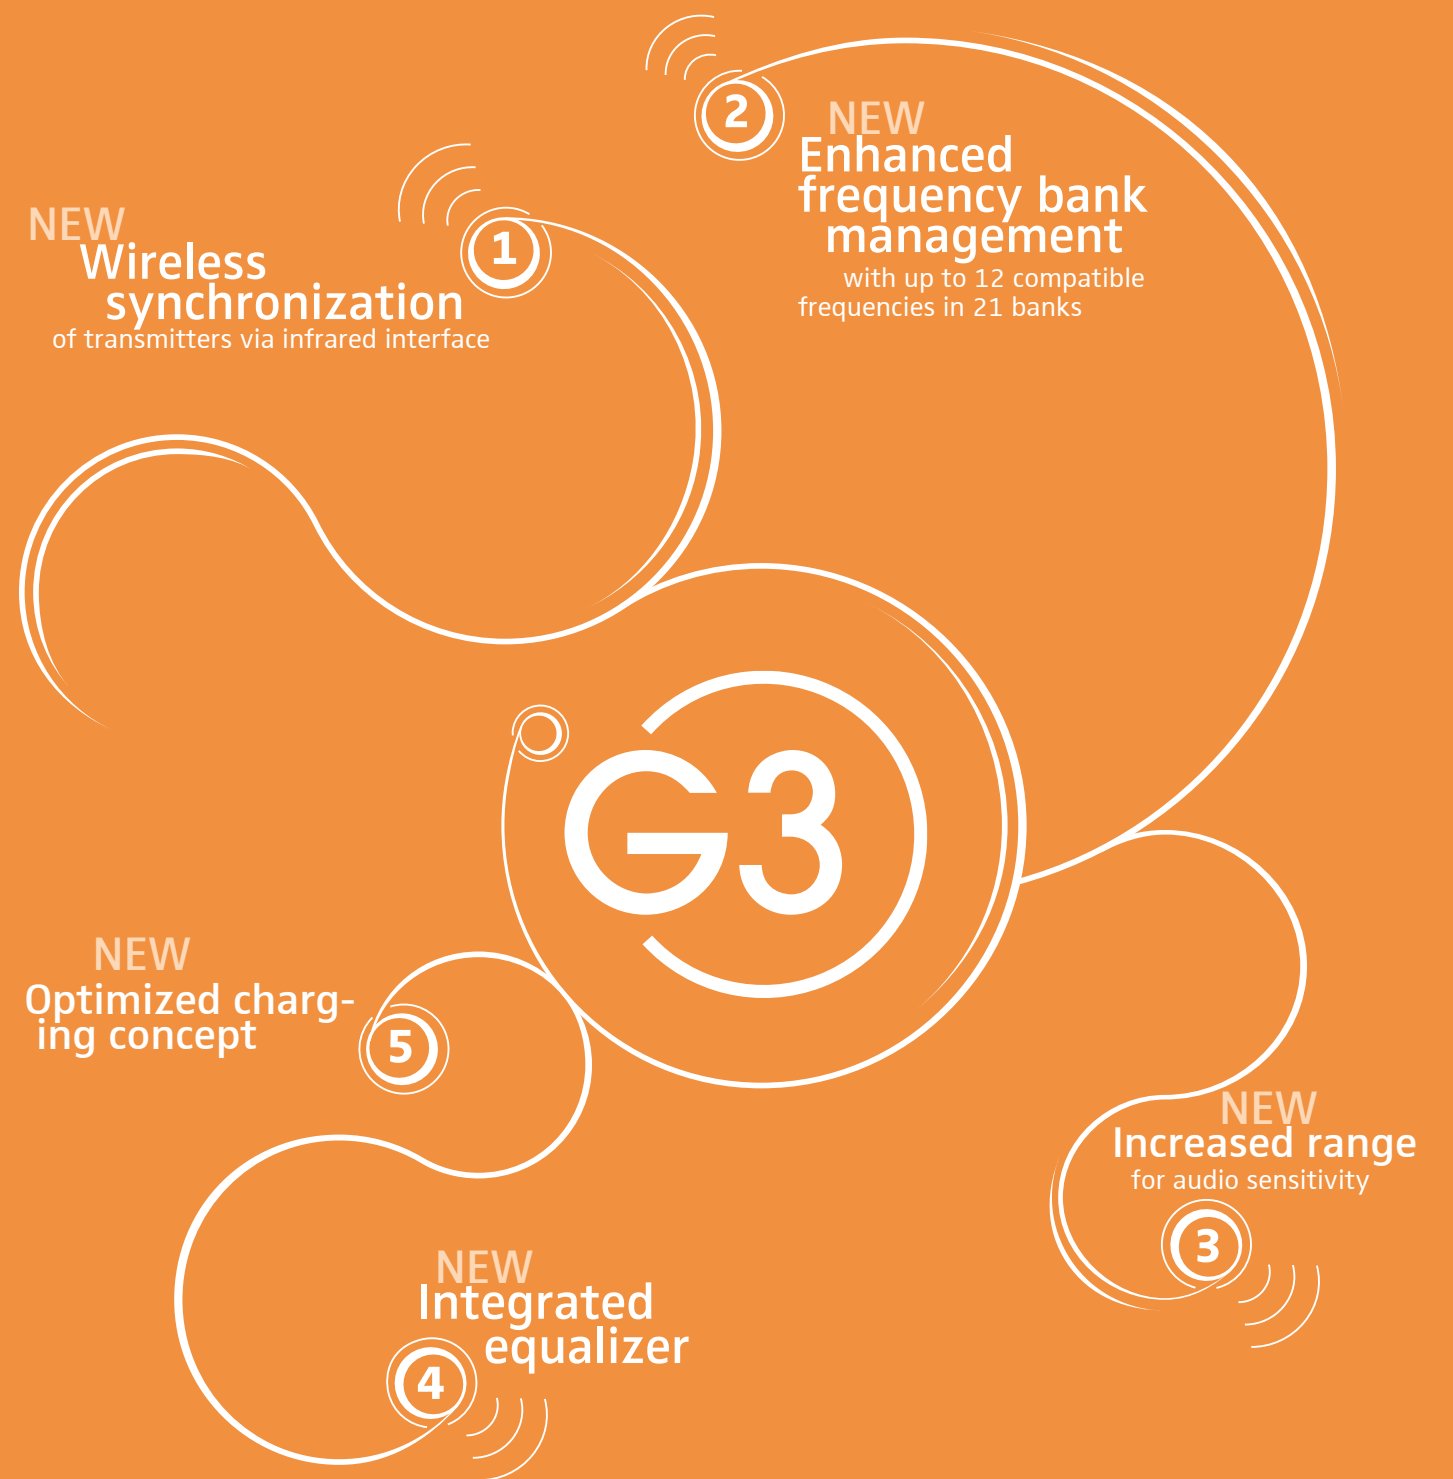 1
NEW
Wireless
synchronization
of transmitters via infrared interface
2
NEW
Enhanced
frequency bank
management
with up to 12 compatible
frequencies in 21 banks
G3
NEW
Increased range
for audio sensitivity
3
NEW
Integrated
equalizer
4
NEW
Optimized charg-
ing concept
5